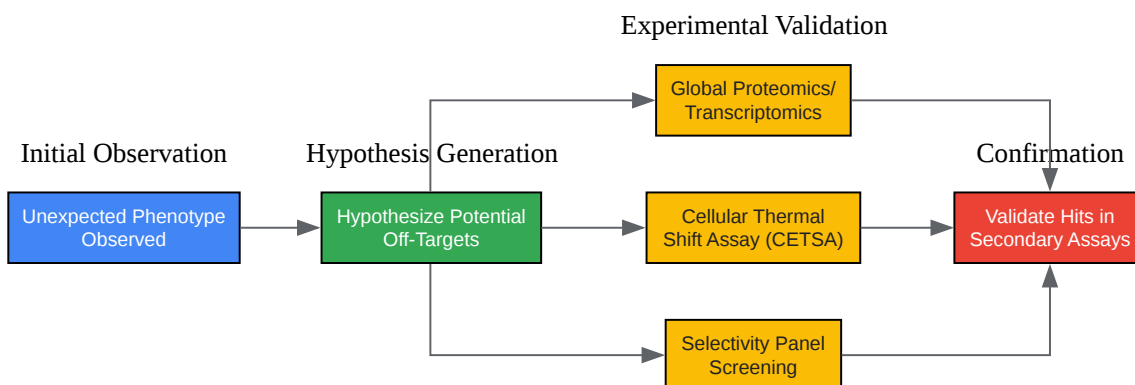 Experimental Validation
Global Proteomics/
Transcriptomics
Initial Observation
Hypothesis Generation
Confirmation
Unexpected Phenotype
Observed
Hypothesize Potential
Off-Targets
Cellular Thermal
Shift Assay (CETSA)
Validate Hits in
Secondary Assays
Selectivity Panel
Screening